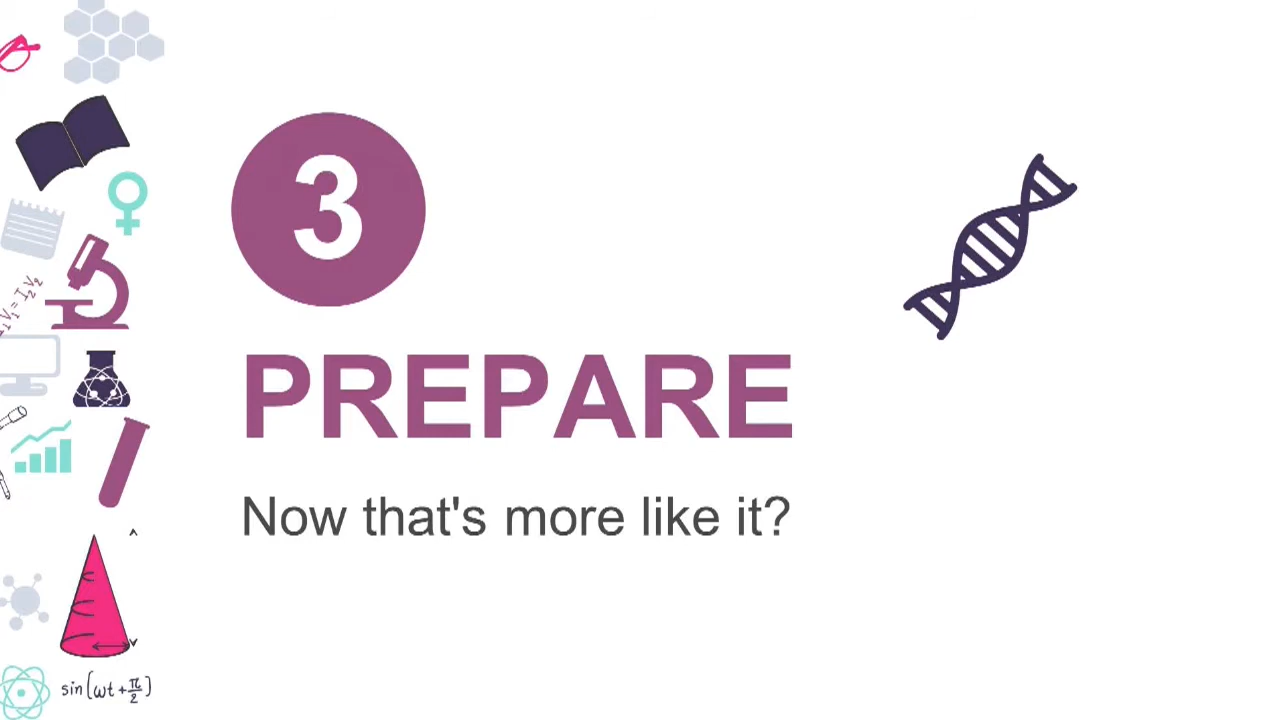 3
PREPARE
Now that's more like it?
sin(ωt+π/2)